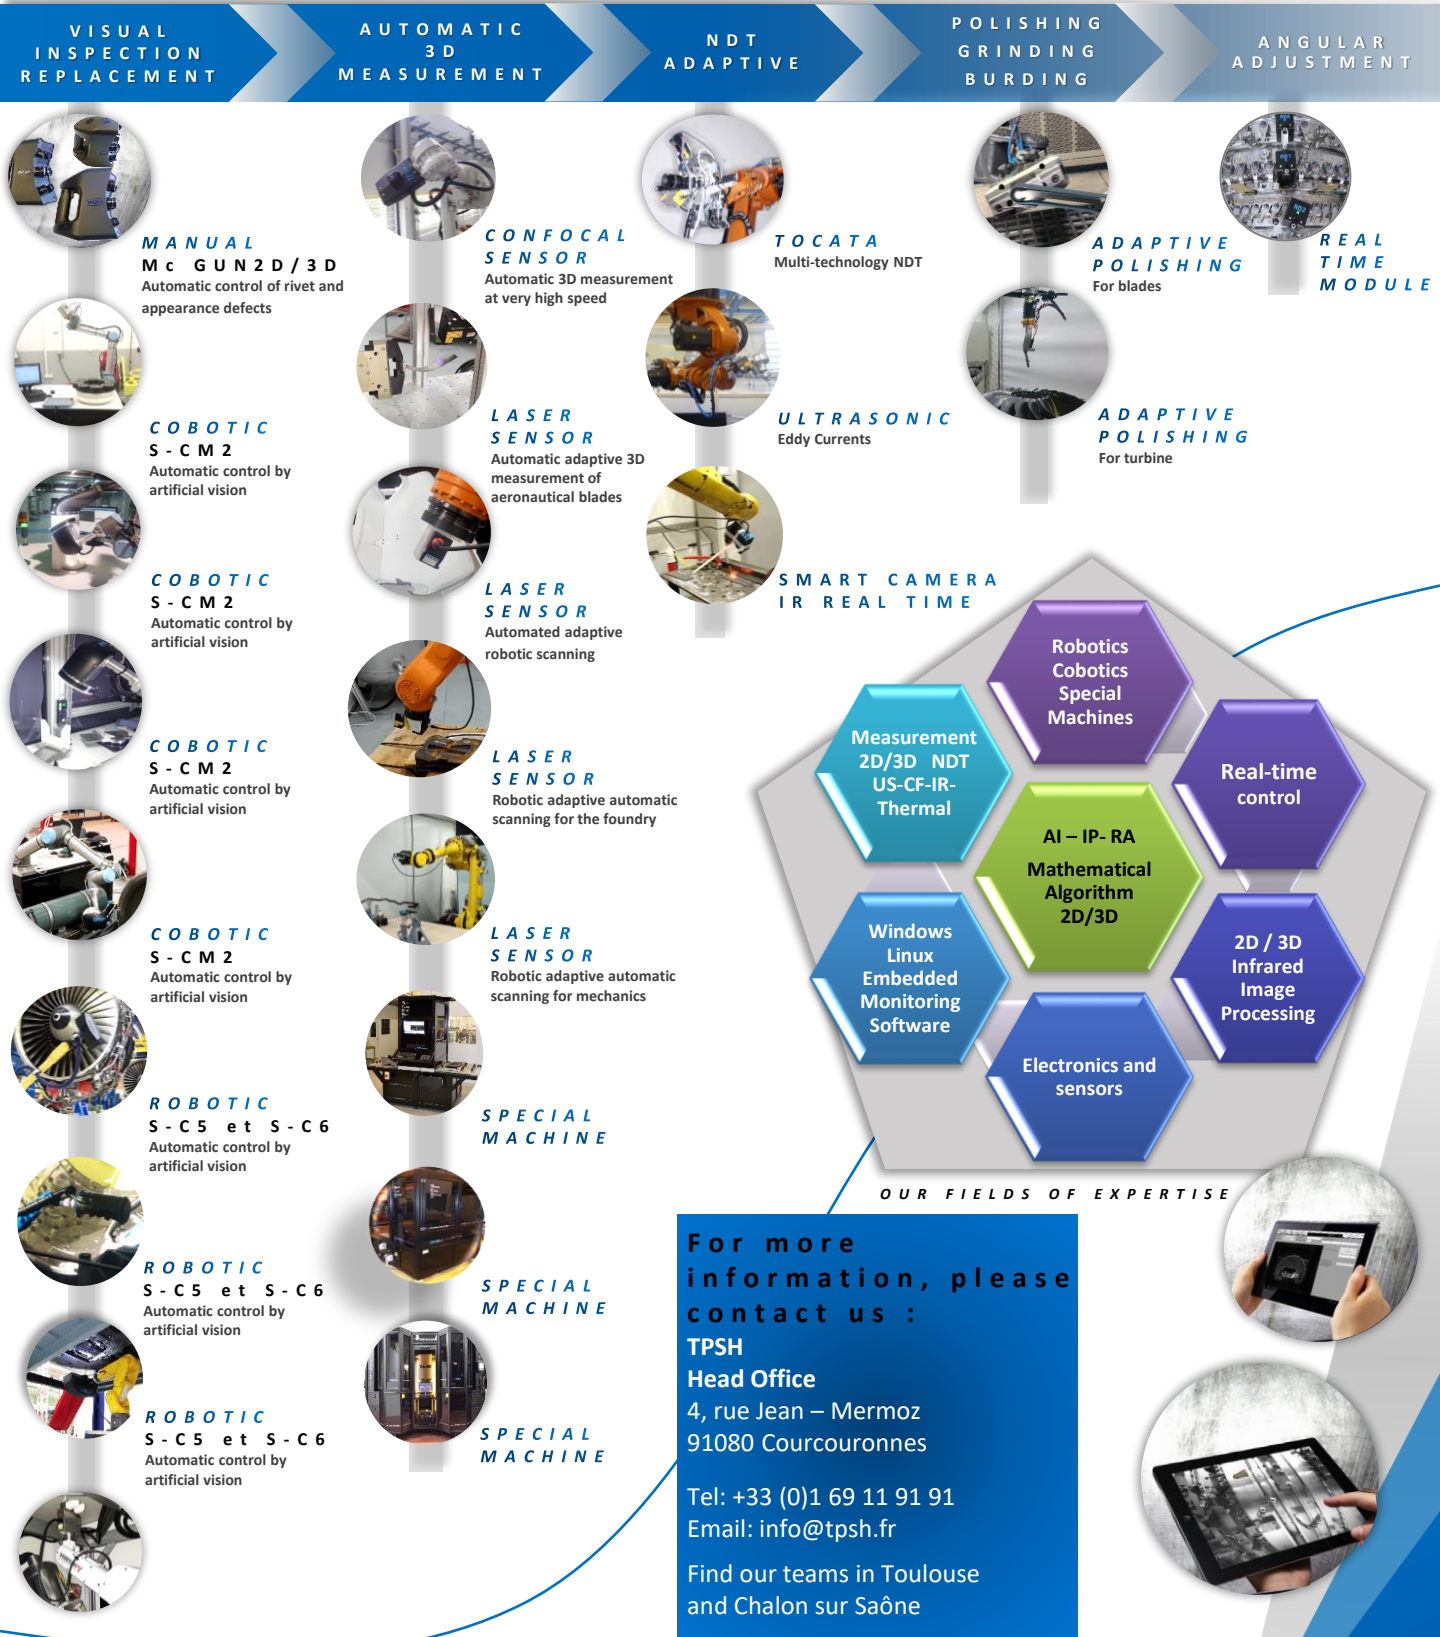 VISUAL
INSPECTION
REPLACEMENT
AUTOMATIC
3D
MEASUREMENT
NDT
ADAPTIVE
POLISHING
GRINDING
BURDING
ANGULAR
ADJUSTMENT
MANUAL
Mc GUN2D/3D
Automatic control of rivet and
appearance defects
COBOTIC
S-CM2
Automatic control by
artificial vision
COBOTIC
S-CM2
Automatic control by
artificial vision
COBOTIC
S-CM2
Automatic control by
artificial vision
COBOTIC
S-CM2
Automatic control by
artificial vision
ROBOTIC
S-C5 et S-C6
Automatic control by
artificial vision
ROBOTIC
S-C5 et S-C6
Automatic control by
artificial vision
ROBOTIC
S-C5 et S-C6
Automatic control by
artificial vision
CONFOCAL
SENSOR
Automatic 3D measurement
at very high speed
LASER
SENSOR
Automatic adaptive 3D
measurement of
aeronautical blades
LASER
SENSOR
Automated adaptive
robotic scanning
LASER
SENSOR
Robotic adaptive automatic
scanning for the foundry
LASER
SENSOR
Robotic adaptive automatic
scanning for mechanics
SPECIAL
MACHINE
SPECIAL
MACHINE
SPECIAL
MACHINE
TOCATA
Multi-technology NDT
ULTRASONIC
Eddy Currents
SMART CAMERA
IR REAL TIME
ADAPTIVE
POLISHING
For blades
ADAPTIVE
POLISHING
For turbine
REAL
TIME
MODULE
Robotics
Cobotics
Special
Machines
Measurement
2D/3D NDT
US-CF-IR-
Thermal
Real-time
control
AI – IP- RA
Mathematical
Algorithm
2D/3D
Windows
Linux
Embedded
Monitoring
Software
2D / 3D
Infrared
Image
Processing
Electronics and
sensors
OUR FIELDS OF EXPERTISE
For more
information, please
contact us :
TPSH
Head Office
4, rue Jean – Mermoz
91080 Courcouronnes
Tel: +33 (0)1 69 11 91 91
Email: info@tpsh.fr
Find our teams in Toulouse
and Chalon sur Saône